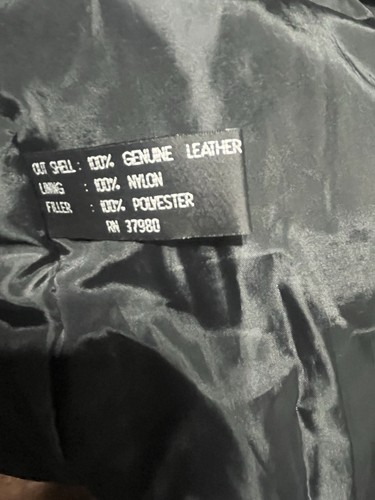 OUT SHELL : 100% GENUINE LEATHER
LINING : 100% NYLON
FILLER : 100% POLYESTER
RN 37980